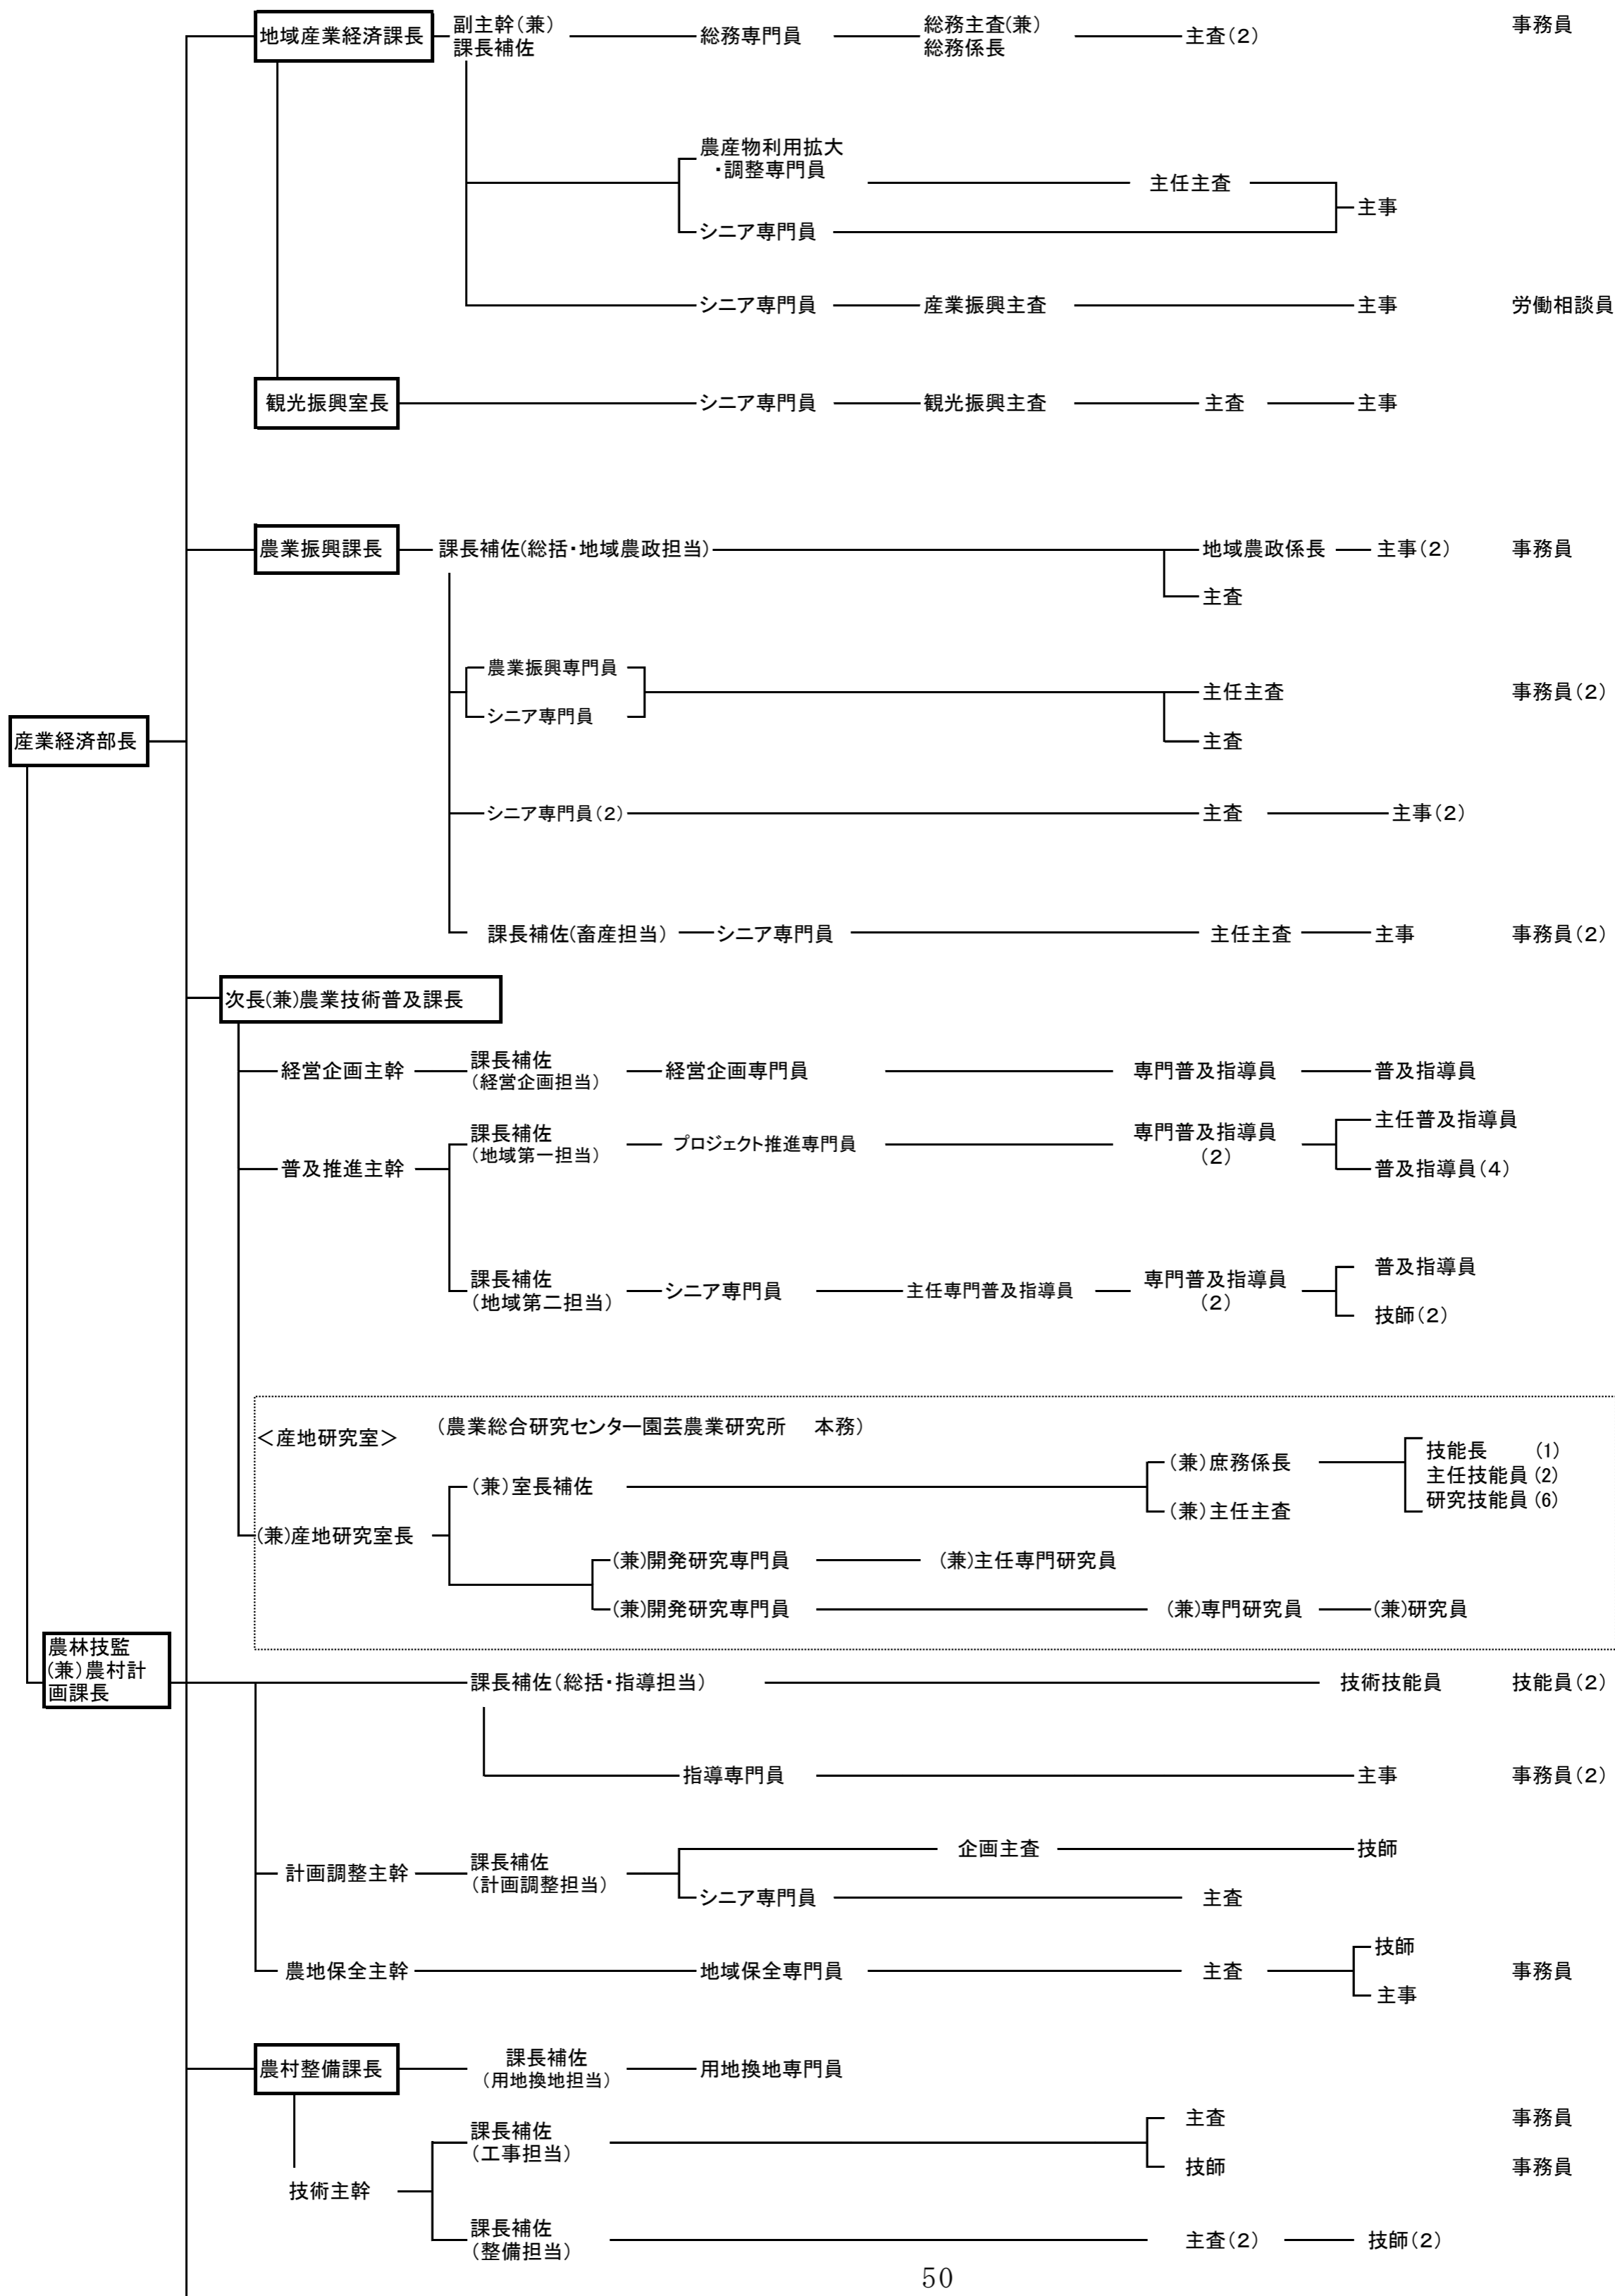 地域産業経済課長 副主幹(兼) 課長補佐 総務専門員 総務主査(兼) 総務係長 主査(2) 事務員
農産物利用拡大
・調整専門員 主任主査
シニア専門員 主事
シニア専門員 産業振興主査 主事 労働相談員
観光振興室長 シニア専門員 観光振興主査 主査 主事
農業振興課長 課長補佐(総括・地域農政担当) 地域農政係長 主事(2) 事務員
主査
農業振興専門員
シニア専門員 主任主査 事務員(2)
産業経済部長 主査
シニア専門員(2) 主査 主事(2)
課長補佐(畜産担当) シニア専門員 主任主査 主事 事務員(2)
次長(兼)農業技術普及課長
経営企画主幹 課長補佐 (経営企画担当) 経営企画専門員 専門普及指導員 普及指導員
普及推進主幹 課長補佐 (地域第一担当) プロジェクト推進専門員 専門普及指導員 (2) 主任普及指導員
普及指導員(4)
課長補佐 (地域第二担当) シニア専門員 主任専門普及指導員 専門普及指導員 (2) 普及指導員
技師(2)
<産地研究室> (農業総合研究センター園芸農業研究所 本務)
(兼)産地研究室長 (兼)室長補佐 (兼)庶務係長 技能長 (1)
主任技能員(2)
研究技能員(6)
(兼)主任主査
(兼)開発研究専門員 (兼)主任専門研究員
(兼)開発研究専門員 (兼)専門研究員 (兼)研究員
農林技監
(兼)農村計
画課長 課長補佐(総括・指導担当) 技術技能員 技能員(2)
指導専門員 主事 事務員(2)
計画調整主幹 課長補佐 (計画調整担当) 企画主査 技師
シニア専門員 主査
農地保全主幹 地域保全専門員 主査 技師 事務員
主事
農村整備課長 課長補佐 (用地換地担当) 用地換地専門員
技術主幹 課長補佐 (工事担当) 主査 事務員
技師 事務員
課長補佐 (整備担当) 主査(2) 技師(2)
50